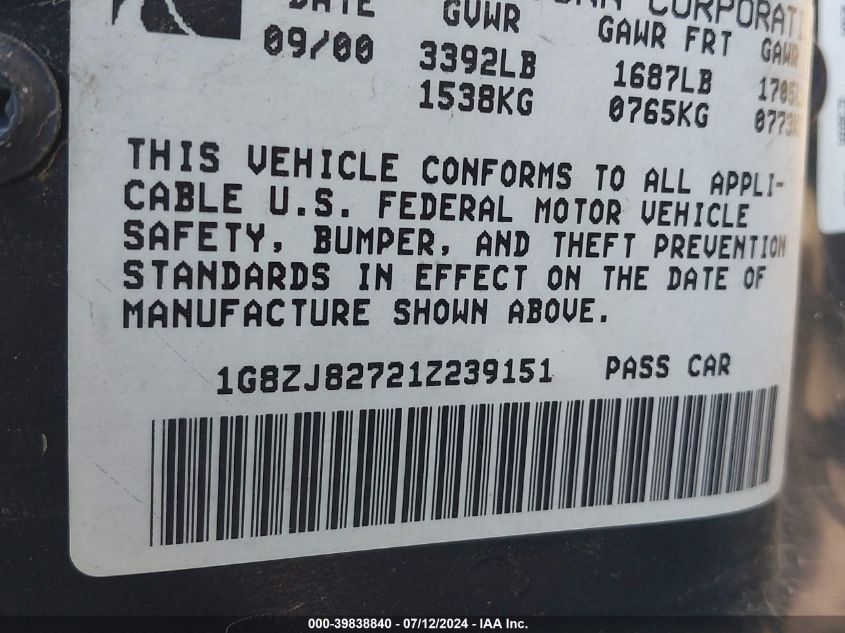 DATE GVWR CORPORATI
09/00 3392LB GAWR FRT GAWR
1538KG 1687LB
0765KG
THIS VEHICLE CONFORMS TO ALL APPLI-
CABLE U.S. FEDERAL MOTOR VEHICLE
SAFETY, BUMPER, AND THEFT PREVENTION
STANDARDS IN EFFECT ON THE DATE OF
MANUFACTURE SHOWN ABOVE.
1G8ZJ82721Z239151 PASS CAR
000-39838840 - 07/12/2024 - IAA Inc.